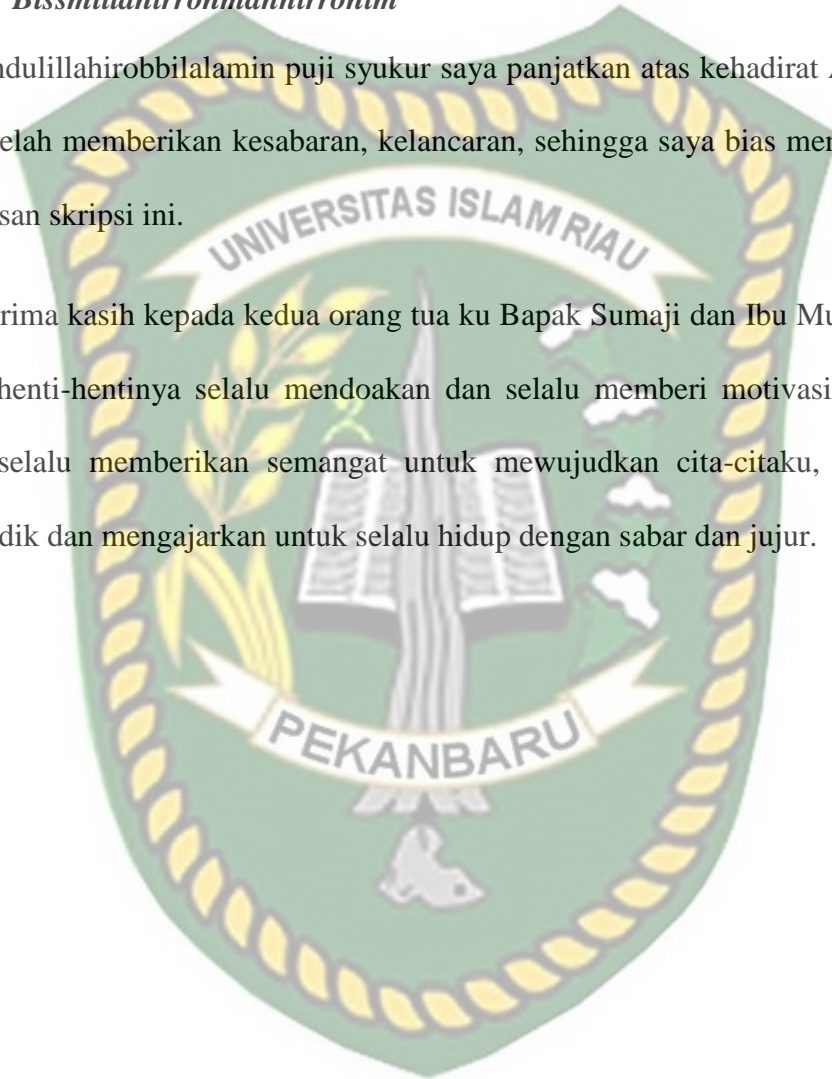 Bissmillahirrohmannirrohim
ndulillahirobbilalamin puji syukur saya panjatkan atas kehadirat
elah memberikan kesabaran, kelancaran, sehingga saya bias mer
san skripsi ini.
UNIVERSITAS ISLAM RIAU
rima kasih kepada kedua orang tua ku Bapak Sumaji dan Ibu Mu
henti-hentinya selalu mendoakan dan selalu memberi motivasi
selalu memberikan semangat untuk mewujudkan cita-citaku,
dik dan mengajarkan untuk selalu hidup dengan sabar dan jujur.
PEKANBARU